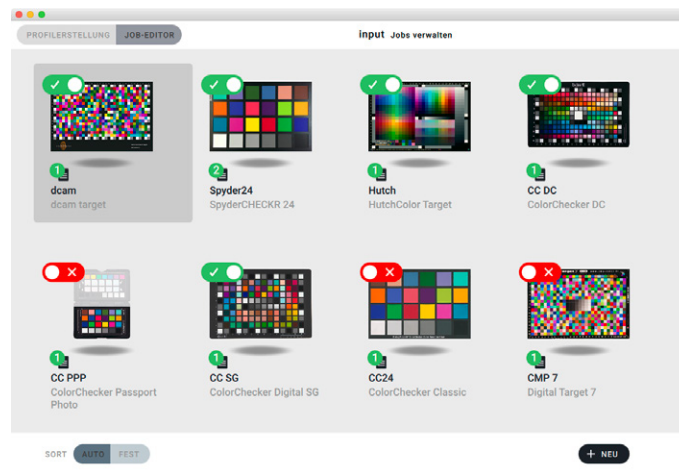 PROFILERSTELLUNG JOB-EDITOR
input Jobs verwalten
1
dcam
dcam target
2
Spyder24
SpyderCHECKR 24
1
Hutch
HutchColor Target
1
CC DC
ColorChecker DC
1
CC PPP
ColorChecker Passport
Photo
1
CC SG
ColorChecker Digital SG
1
CC24
ColorChecker Classic
1
CMP 7
Digital Target 7
SORT AUTO FEST
+ NEU